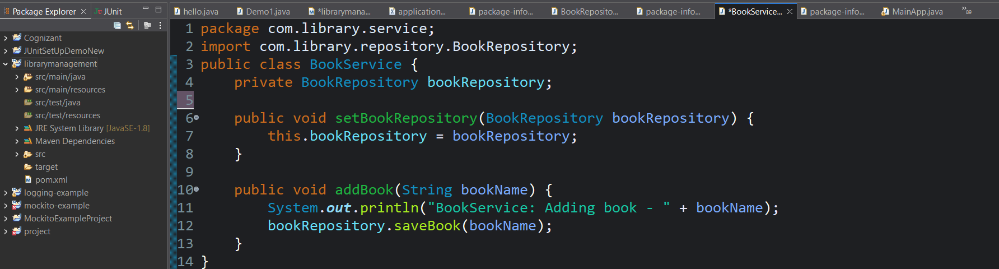 Package Explorer
JUnit
Cognizant
JUnitSetUpDemoNew
librarymanagement
src/main/java
src/main/resources
src/test/java
src/test/resources
JRE System Library [JavaSE-1.8]
Maven Dependencies
src
target
pom.xml
logging-example
mockito-example
MockitoExampleProject
project
hello.java
Demo1.java
*librarymana...
application...
package-info...
BookReposito...
package-info...
*BookService...
package-info...
MainApp.java
»89
1 package com.library.service;
2 import com.library.repository.BookRepository;
3 public class BookService {
4 private BookRepository bookRepository;
5
6 public void setBookRepository(BookRepository bookRepository) {
7 this.bookRepository = bookRepository;
8 }
9
10 public void addBook(String bookName) {
11 System.out.println("BookService: Adding book - " + bookName);
12 bookRepository.saveBook(bookName);
13 }
14 }